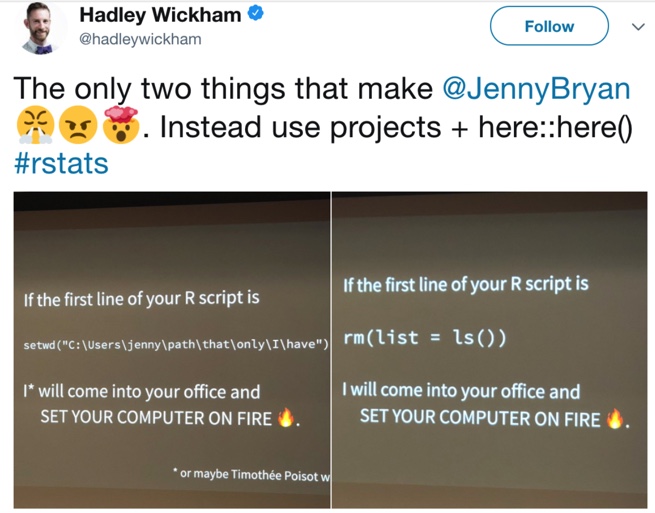 Hadley Wickham
@hadleywickham
Follow
The only two things that make @JennyBryan
😤😠🤯. Instead use projects + here::here()
#rstats
If the first line of your R script is
setwd("C:\Users\jenny\path\that\only\I\have")
I* will come into your office and
SET YOUR COMPUTER ON FIRE 🔥.
* or maybe Timothée Poisot w
If the first line of your R script is
rm(list = ls())
I will come into your office and
SET YOUR COMPUTER ON FIRE 🔥.